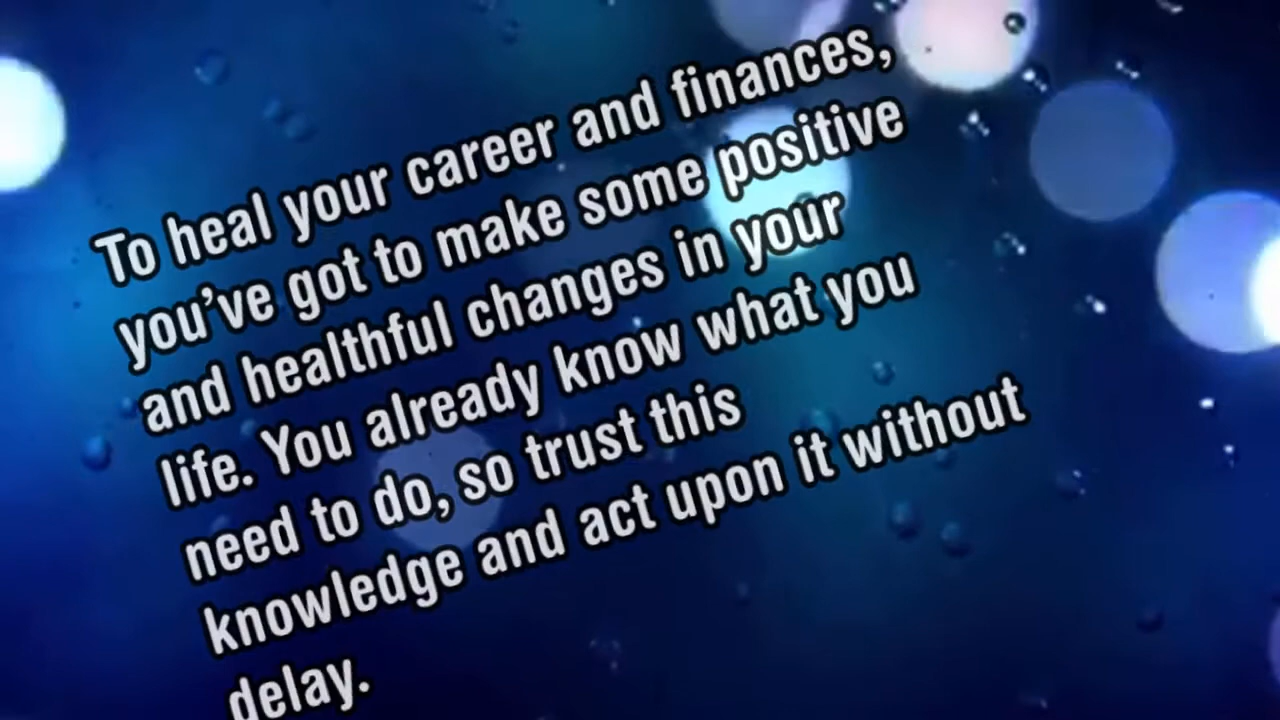 To heal your career and finances,
you’ve got to make some positive
and healthful changes in your
life. You already know what you
need to do, so trust this
knowledge and act upon it without
delay.